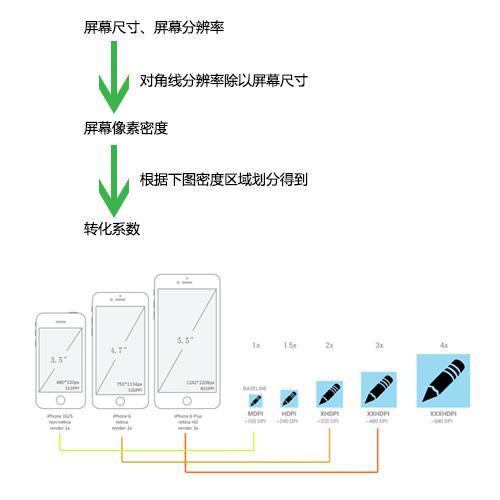 屏幕尺寸、屏幕分辨率
对角线分辨率除以屏幕尺寸
屏幕像素密度
根据下图密度区域划分得到
转化系数
3.5"
480*320px
163PPI
4.7"
750*1334px
326PPI
5.5"
1242*2208px
401PPI
1x
1.5x
2x
3x
4x
BASELINE
MDPI
~160 DPI
HDPI
~240 DPI
XHDPI
~320 DPI
XXHDPI
~480 DPI
XXXHDPI
~640 DPI
iPhone 3G/S
non-retina
render 1x
iPhone 6
retina
render 2x
iPhone 6 Plus
retina HD
render 3x